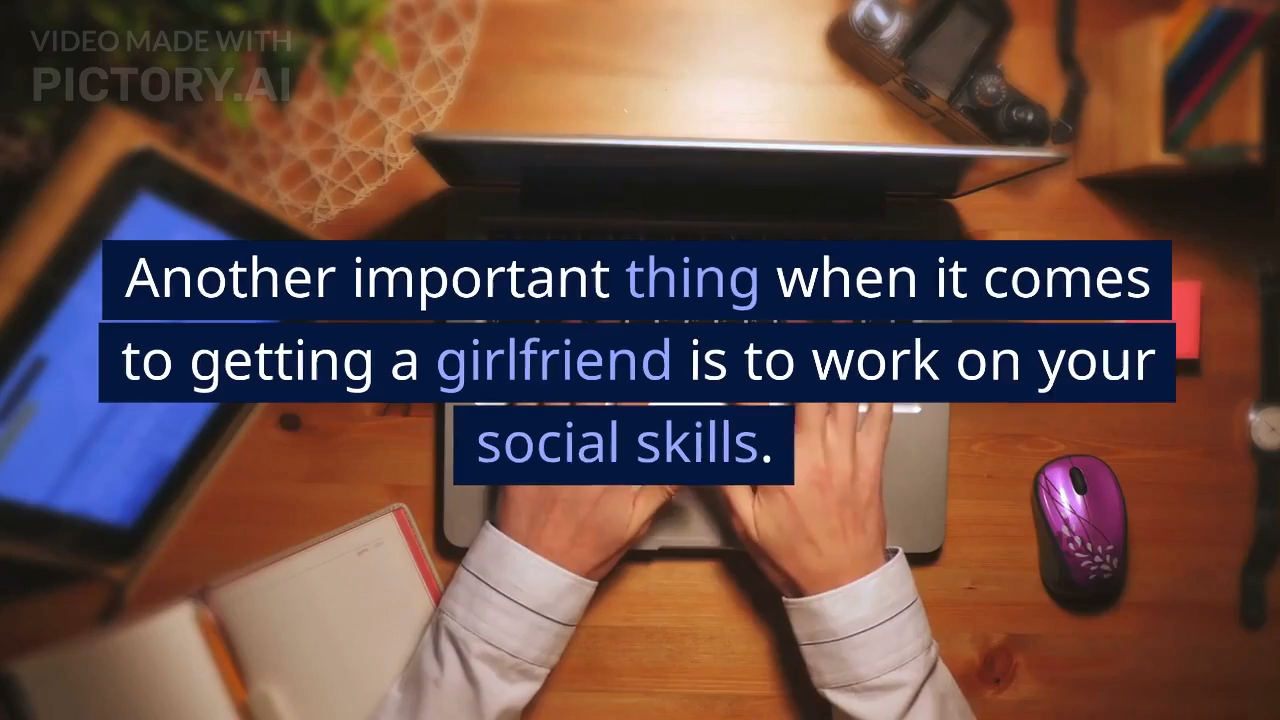 VIDEO MADE WITH
PICTORY.AI
Another important thing when it comes
to getting a girlfriend is to work on your
social skills.